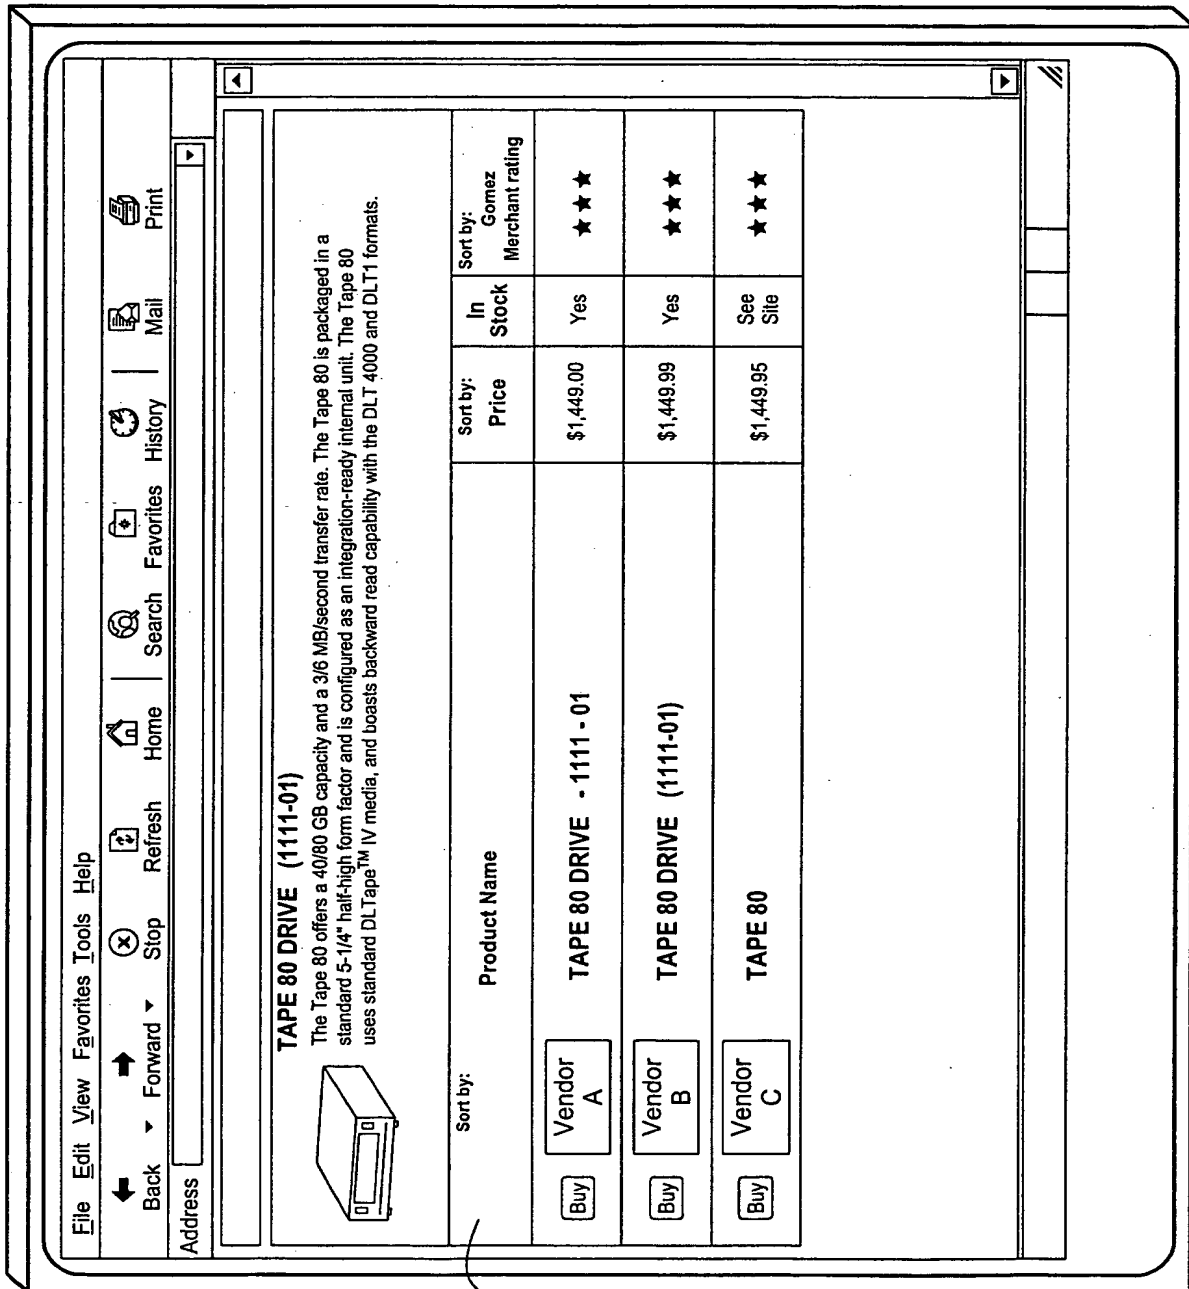 File Edit View Favorites Tools Help
Back Forward Stop Refresh Home Search Favorites History Mail Print
Address
TAPE 80 DRIVE (1111-01)
The Tape 80 offers a 40/80 GB capacity and a 3/6 MB/second transfer rate. The Tape 80 is packaged in a
standard 5-1/4" half-high form factor and is configured as an integration-ready internal unit. The Tape 80
uses standard DLTape™ IV media, and boasts backward read capability with the DLT 4000 and DLT1 formats.
Sort by: Sort by: In Sort by:
Product Name Price Stock Gomez
Merchant rating
Buy Vendor A TAPE 80 DRIVE - 1111 - 01 $1,449.00 Yes ★★★
Buy Vendor B TAPE 80 DRIVE (1111-01) $1,449.99 Yes ★★★
Buy Vendor C TAPE 80 $1,449.95 See Site ★★★